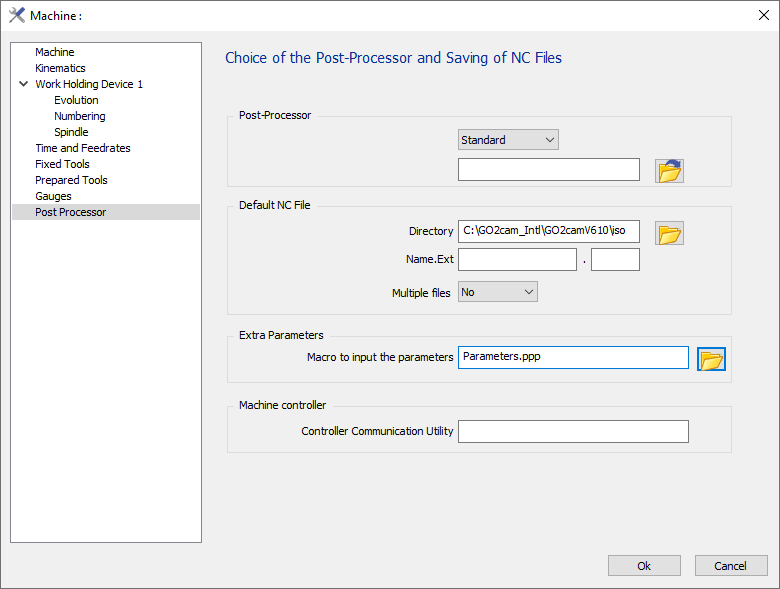 Machine :
Machine
Kinematics
Work Holding Device 1
Evolution
Numbering
Spindle
Time and Feedrates
Fixed Tools
Prepared Tools
Gauges
Post Processor
Choice of the Post-Processor and Saving of NC Files
Post-Processor
Standard
Default NC File
Directory C:\GO2cam_Intl\GO2camV610\iso
Name.Ext .
Multiple files No
Extra Parameters
Macro to input the parameters Parameters.ppp
Machine controller
Controller Communication Utility
Ok Cancel